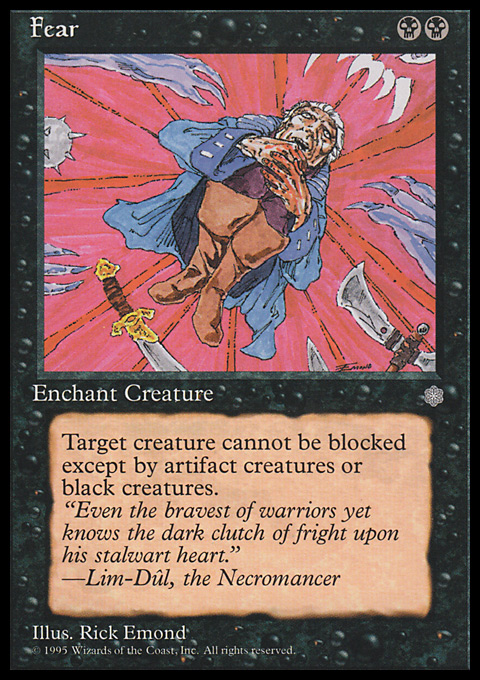 Fear
EMOND
Enchant Creature
Target creature cannot be blocked
except by artifact creatures or
black creatures.
“Even the bravest of warriors yet
knows the dark clutch of fright upon
his stalwart heart.”
—Lim-Dûl, the Necromancer
Illus. Rick Emond
© 1995 Wizards of the Coast, Inc. All rights reserved.